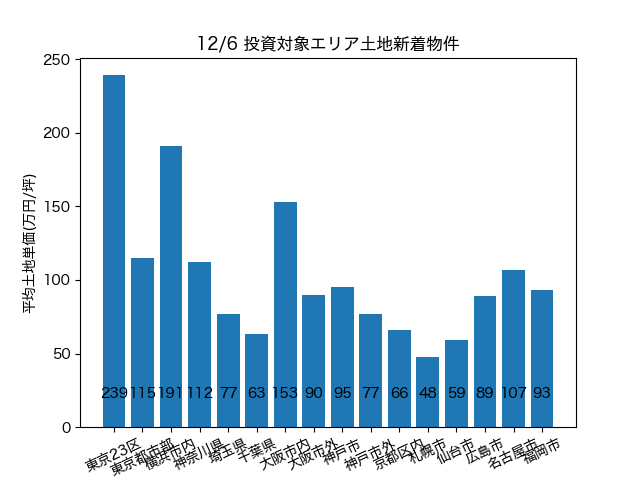 12/6 投資対象エリア土地新着物件
平均土地単価(万円/坪)
250
200
150
100
50
0
239 115 191 112 77 63 153 90 95 77 66 48 59 89 107 93
東京23区
東京都市部
横浜市内
神奈川県
埼玉県
千葉県
大阪市内
大阪市外
神戸市
神戸市外
京都区内
札幌市
仙台市
広島市
名古屋市
福岡市